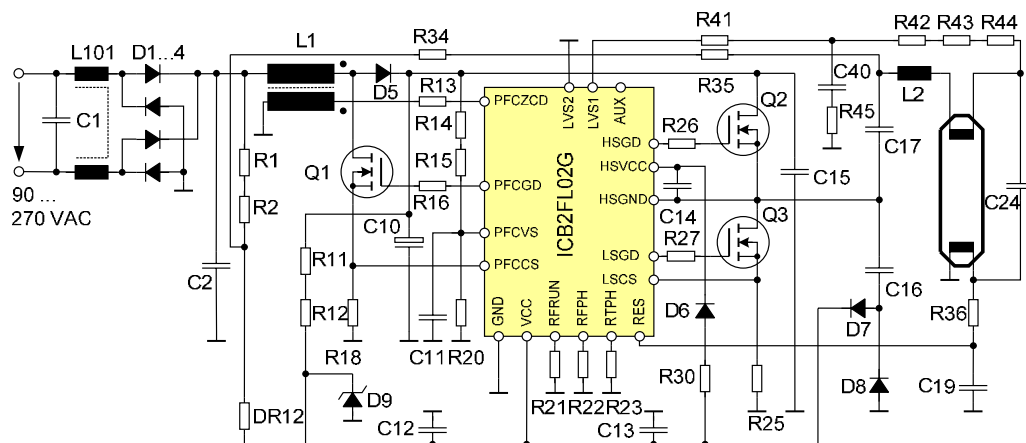 L101
D1...4
L1
R34
R41
R42
R43
R44
C1
D5
R13
R14
PFCZCD
LVS2
LVS1
AUX
R35
Q2
C40
R45
L2
R1
R2
Q1
R15
R16
PFCGD
ICB2FL02G
HSGD
HSVCC
HSGND
R26
C14
C15
C17
C24
90 ...
270 VAC
C10
PFCVS
PFCCS
LSGD
LSCS
R27
Q3
C2
R11
R12
C16
D6
D7
R36
GND
VCC
RFRUN
RFPH
RTPH
RES
R18
C11
R20
D9
R21
R22
R23
R30
R25
D8
C19
DR12
C12
C13